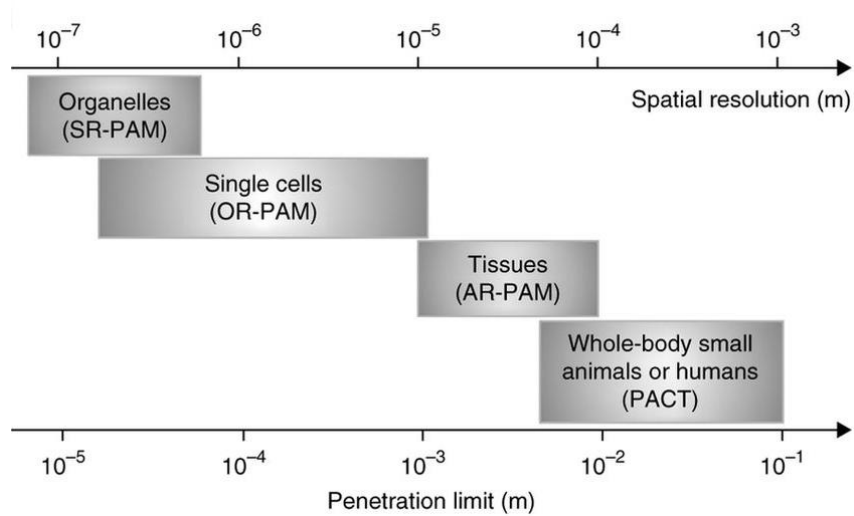 10⁻⁷ 10⁻⁶ 10⁻⁵ 10⁻⁴ 10⁻³
Spatial resolution (m)
Organelles
(SR-PAM)
Single cells
(OR-PAM)
Tissues
(AR-PAM)
Whole-body small
animals or humans
(PACT)
10⁻⁵ 10⁻⁴ 10⁻³ 10⁻² 10⁻¹
Penetration limit (m)